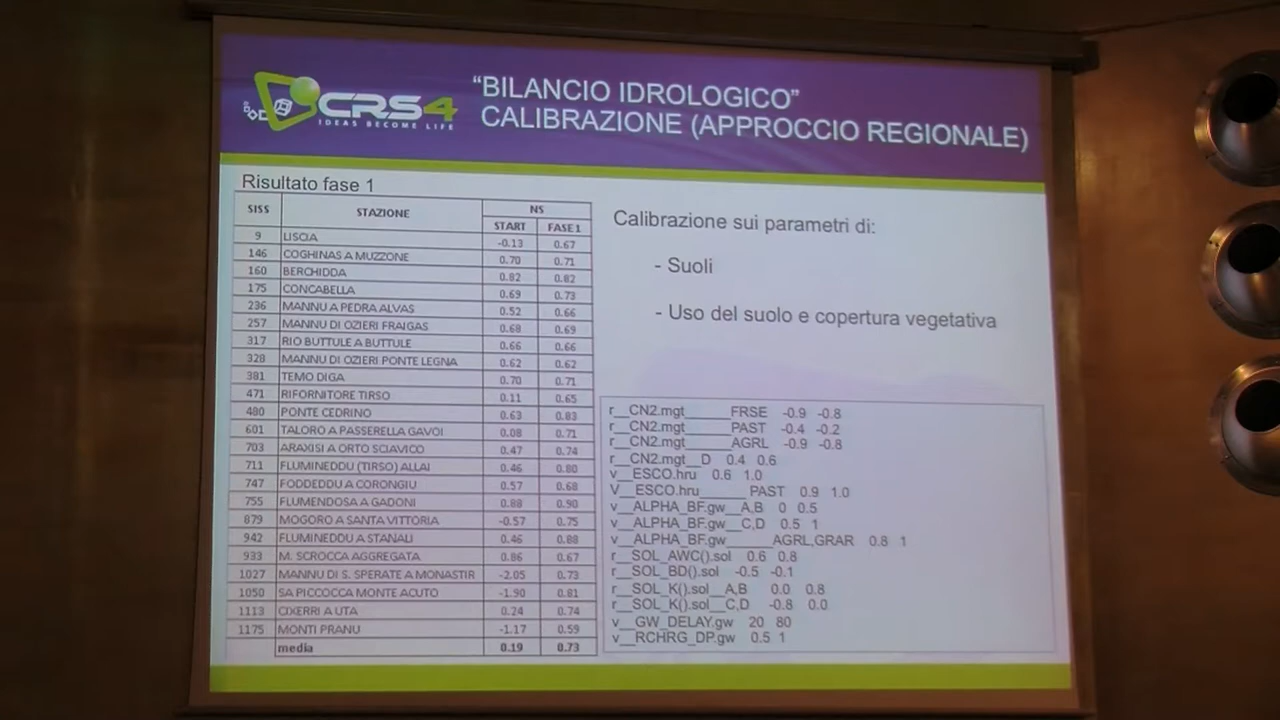 CRS4
IDEAS BECOME LIFE
“BILANCIO IDROLOGICO”
CALIBRAZIONE (APPROCCIO REGIONALE)
Risultato fase 1
SISS STAZIONE NS
START FASE 1
9 LISCIA -0.13 0.67
146 COGHINAS A MUZZONE 0.70 0.71
160 BERCHIDDA 0.82 0.82
175 CONCABELLA 0.69 0.73
236 MANNU A PEDRA ALVAS 0.52 0.66
257 MANNU DI OZIERI FRAIGAS 0.68 0.69
317 RIO BUTTULE A BUTTULE 0.66 0.66
328 MANNU DI OZIERI PONTE LEGNA 0.62 0.62
381 TEMO DIGA 0.70 0.71
471 RIFORNITORE TIRSO 0.11 0.65
480 PONTE CEDRINO 0.63 0.83
601 TALORO A PASSERELLA GAVOI 0.08 0.71
703 ARAXISI A ORTO SCIAVICO 0.47 0.74
711 FLUMINEDDU (TIRSO) ALLAI 0.46 0.80
747 FODDEDDU A CORONGIU 0.57 0.68
755 FLUMENDOSA A GADONI 0.88 0.90
879 MOGORO A SANTA VITTORIA -0.57 0.75
942 FLUMINEDDU A STANALI 0.46 0.88
933 M. SCROCCA AGGREGATA 0.86 0.67
1027 MANNU DI S. SPERATE A MONASTIR -2.05 0.73
1050 SA PICCOCCA MONTE ACUTO -1.90 0.81
1113 CIXERRI A UTA 0.24 0.74
1175 MONTI PRANU -1.17 0.59
media 0.19 0.73
Calibrazione sui parametri di:
- Suoli
- Uso del suolo e copertura vegetativa
r__CN2.mgt______FRSE -0.9 -0.8
r__CN2.mgt______PAST -0.4 -0.2
r__CN2.mgt______AGRL -0.9 -0.8
r__CN2.mgt__D 0.4 0.6
v__ESCO.hru 0.6 1.0
V__ESCO.hru______ PAST 0.9 1.0
v__ALPHA_BF.gw__A,B 0 0.5
v__ALPHA_BF.gw__C,D 0.5 1
v__ALPHA_BF.gw______ AGRL,GRAR 0.8 1
r__SOL_AWC().sol 0.6 0.8
r__SOL_BD().sol -0.5 -0.1
r__SOL_K().sol__A,B 0.0 0.8
r__SOL_K().sol__C,D -0.8 0.0
v__GW_DELAY.gw 20 80
v__RCHRG_DP.gw 0.5 1